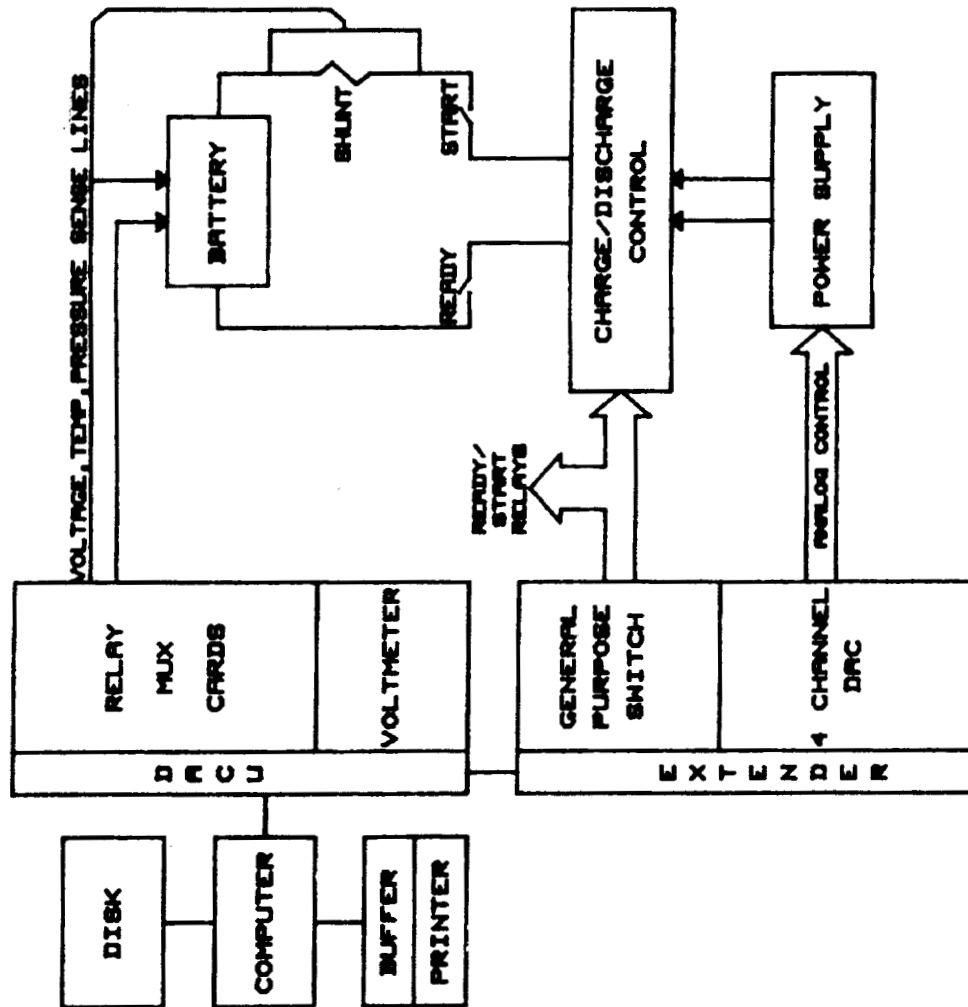 DISK
COMPUTER
BUFFER
PRINTER
DACU
RELAY
MUX
CARDS
VOLTMETER
EXTENDER
GENERAL
PURPOSE
SWITCH
4 CHANNEL
DAC
VOLTAGE,TEMP,PRESSURE SENSE LINES
BATTERY
SHUNT
READY
START
READY/
START
RELAYS
CHARGE/DISCHARGE
CONTROL
ANALOG CONTROL
POWER SUPPLY